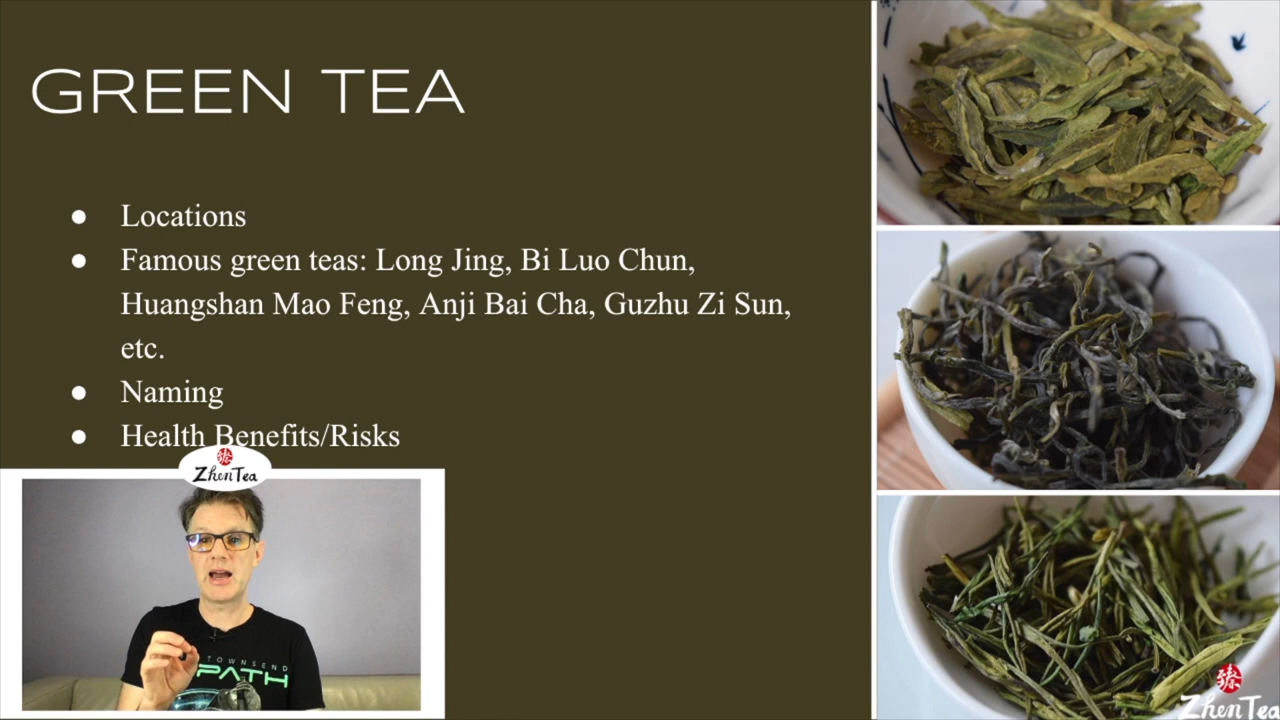 GREEN TEA
● Locations
● Famous green teas: Long Jing, Bi Luo Chun,
Huangshan Mao Feng, Anji Bai Cha, Guzhu Zi Sun,
etc.
● Naming
● Health Benefits/Risks
臻
ZhenTea
TOWNSEND
PATH
臻
ZhenTea